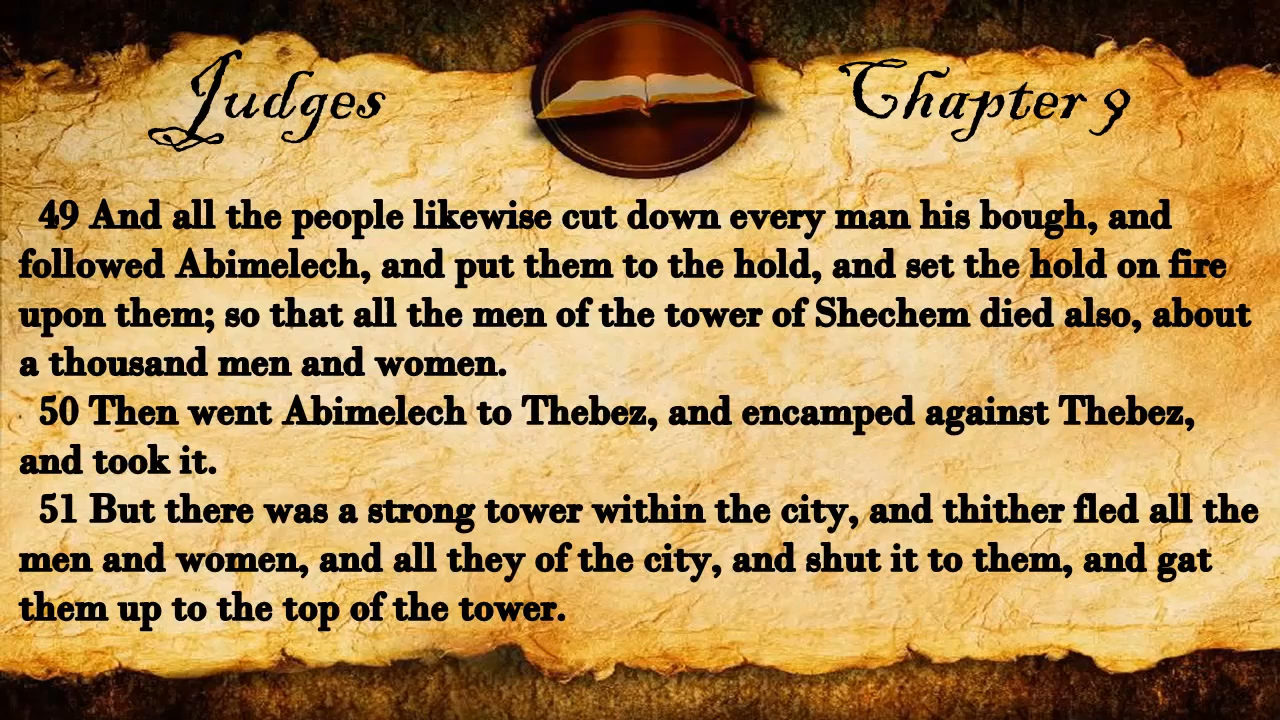 Judges Chapter 9
49 And all the people likewise cut down every man his bough, and
followed Abimelech, and put them to the hold, and set the hold on fire
upon them; so that all the men of the tower of Shechem died also, about
a thousand men and women.
50 Then went Abimelech to Thebez, and encamped against Thebez,
and took it.
51 But there was a strong tower within the city, and thither fled all the
men and women, and all they of the city, and shut it to them, and gat
them up to the top of the tower.